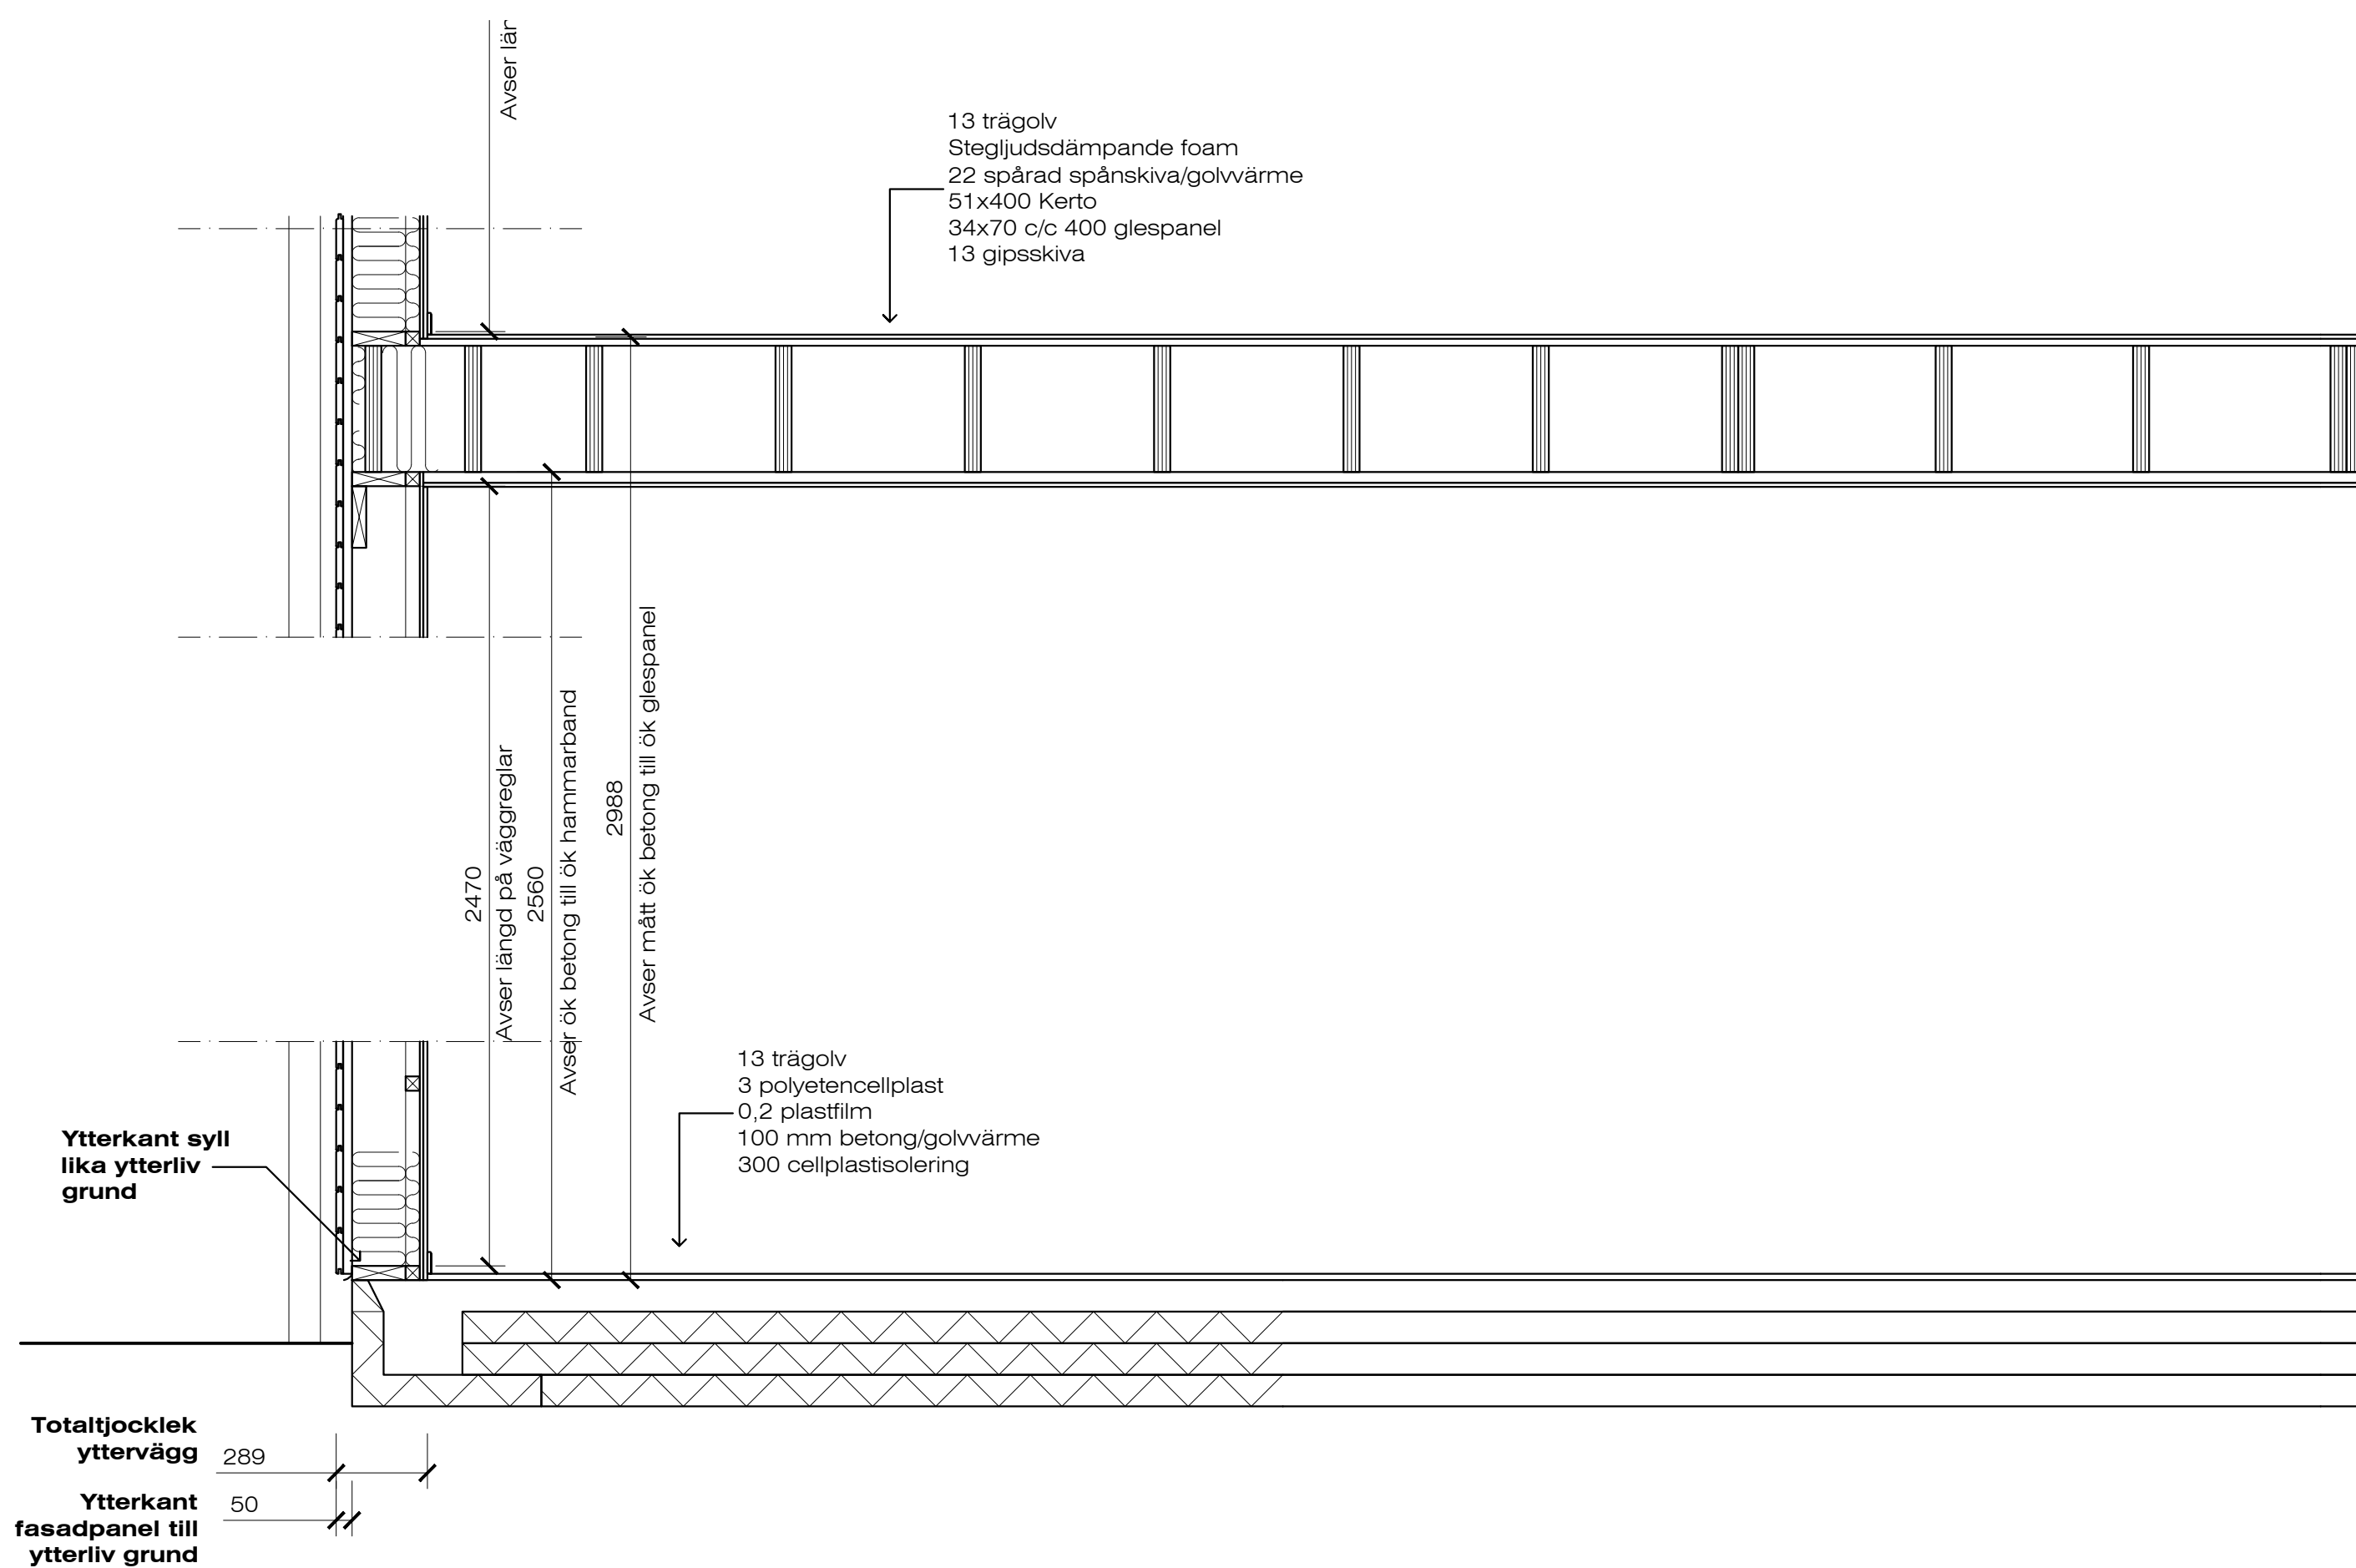 Avser lär
13 trägolv
Stegljudsdämpande foam
22 spårad spånskiva/golvvärme
51x400 Kerto
34x70 c/c 400 glespanel
13 gipsskiva
2470
Avser längd på väggreglar
2560
Avser ök betong till ök hammarband
2988
Avser mått ök betong till ök glespanel
13 trägolv
3 polyetencellplast
0,2 plastfilm
100 mm betong/golvvärme
300 cellplastisolering
Ytterkant syll
lika ytterliv
grund
Totaltjocklek
yttervägg
289
Ytterkant
fasadpanel till
ytterliv grund
50